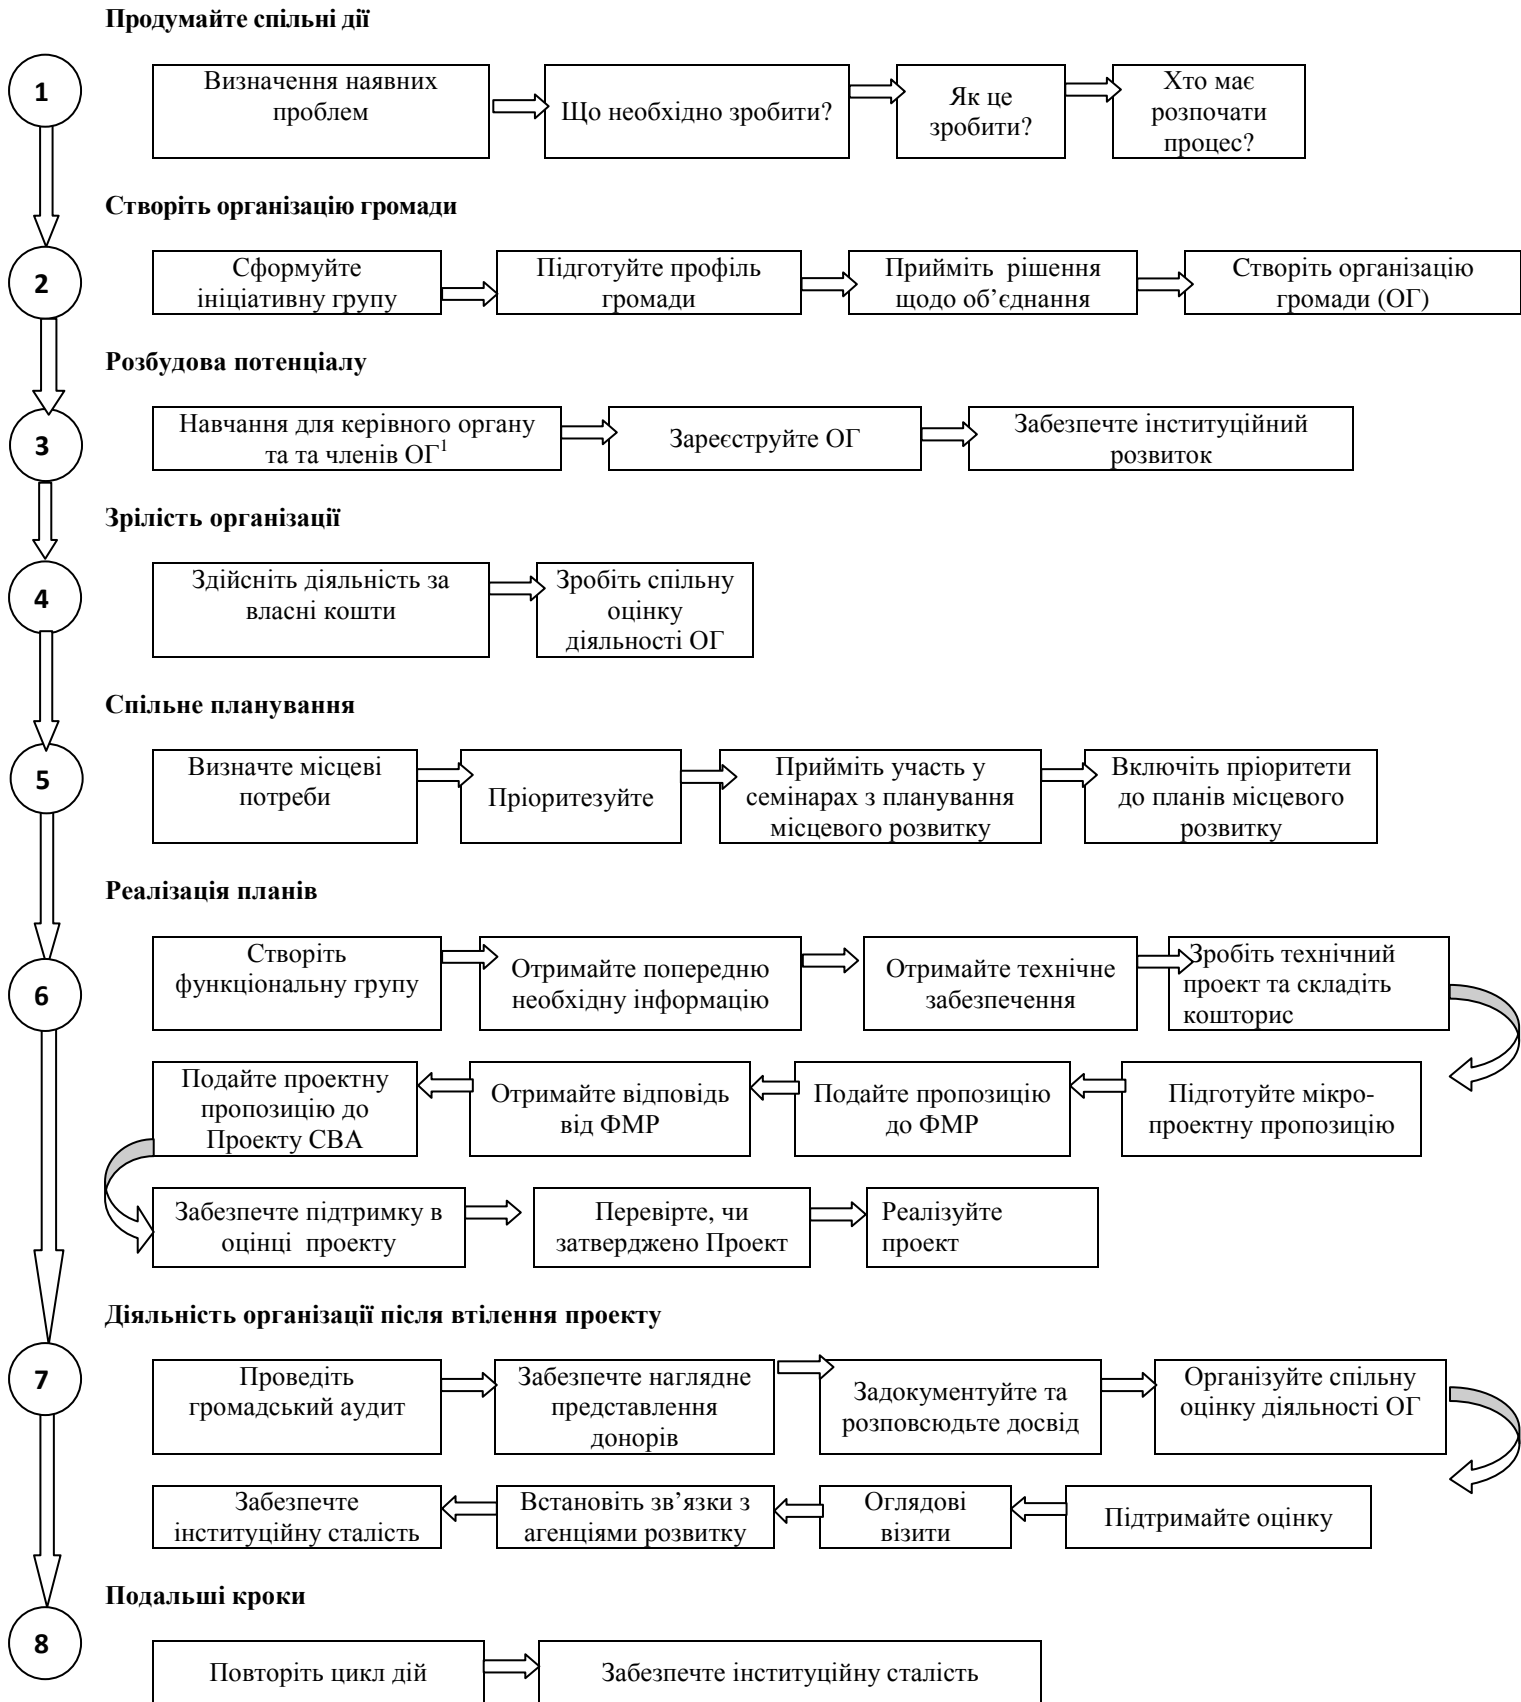 Продумайте спільні дії
1
Визначення наявних
проблем
Що необхідно зробити?
Як це
зробити?
Хто має
розпочати
процес?
Створіть організацію громади
2
Сформуйте
ініціативну групу
Підготуйте профіль
громади
Прийміть рішення
щодо об’єднання
Створіть організацію
громади (ОГ)
Розбудова потенціалу
3
Навчання для керівного органу
та та членів ОГ1
Зареєструйте ОГ
Забезпечте інституційний
розвиток
Зрілість організації
4
Здійсніть діяльність за
власні кошти
Зробіть спільну
оцінку
діяльності ОГ
Спільне планування
5
Визначте місцеві
потреби
Пріоритезуйте
Прийміть участь у
семінарах з планування
місцевого розвитку
Включіть пріоритети
до планів місцевого
розвитку
Реалізація планів
6
Створіть
функціональну групу
Отримайте попередню
необхідну інформацію
Отримайте технічне
забезпечення
Зробіть технічний
проект та складіть
кошторис
Підготуйте мікро-
проектну пропозицію
Подайте пропозицію
до ФМР
Отримайте відповідь
від ФМР
Подайте проектну
пропозицію до
Проекту СВА
Забезпечте підтримку в
оцінці проекту
Перевірте, чи
затверджено Проект
Реалізуйте
проект
Діяльність організації після втілення проекту
7
Проведіть
громадський аудит
Забезпечте наглядне
представлення
донорів
Задокументуйте та
розповсюдьте досвід
Організуйте спільну
оцінку діяльності ОГ
Підтримайте оцінку
Оглядові
візити
Встановіть зв’язки з
агенціями розвитку
Забезпечте
інституційну сталість
Подальші кроки
8
Повторіть цикл дій
Забезпечте інституційну сталість